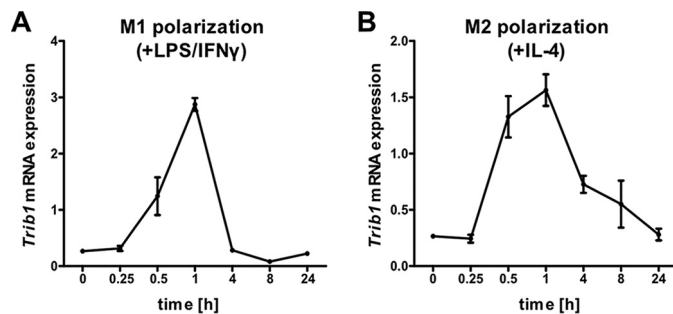 A
M1 polarization
(+LPS/IFNγ)
Trib1 mRNA expression
4
3
2
1
0
0 0.25 0.5 1 4 8 24
time [h]
B
M2 polarization
(+IL-4)
Trib1 mRNA expression
2.0
1.5
1.0
0.5
0.0
0 0.25 0.5 1 4 8 24
time [h]